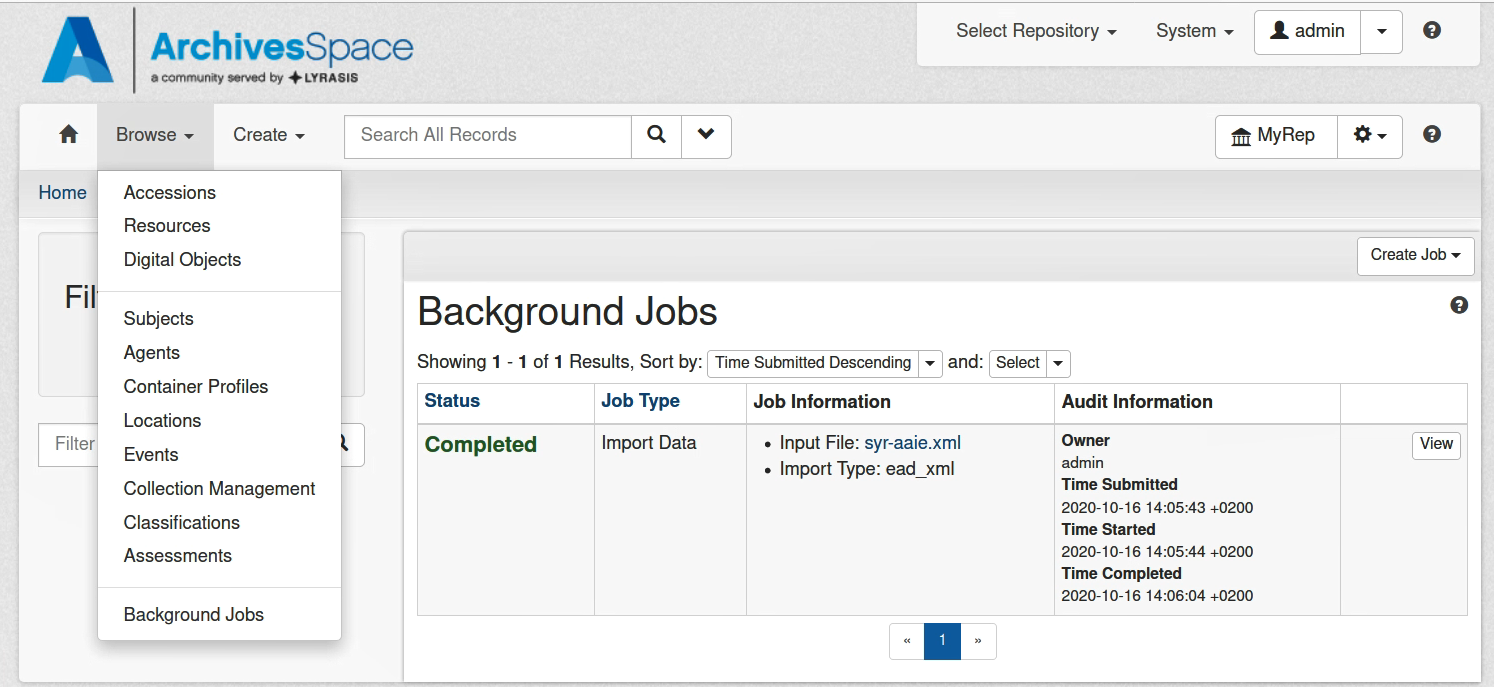 ArchivesSpace
a community served by LYRASIS
Select Repository
System
admin
Browse
Create
Search All Records
MyRep
Home
Accessions
Resources
Digital Objects
Subjects
Agents
Container Profiles
Locations
Events
Collection Management
Classifications
Assessments
Background Jobs
Fil
Filter
Create Job
Background Jobs
Showing 1 - 1 of 1 Results, Sort by: Time Submitted Descending and: Select
Status Job Type Job Information Audit Information
Completed Import Data
• Input File: syr-aaie.xml
• Import Type: ead_xml
Owner
admin
Time Submitted
2020-10-16 14:05:43 +0200
Time Started
2020-10-16 14:05:44 +0200
Time Completed
2020-10-16 14:06:04 +0200
View
« 1 »